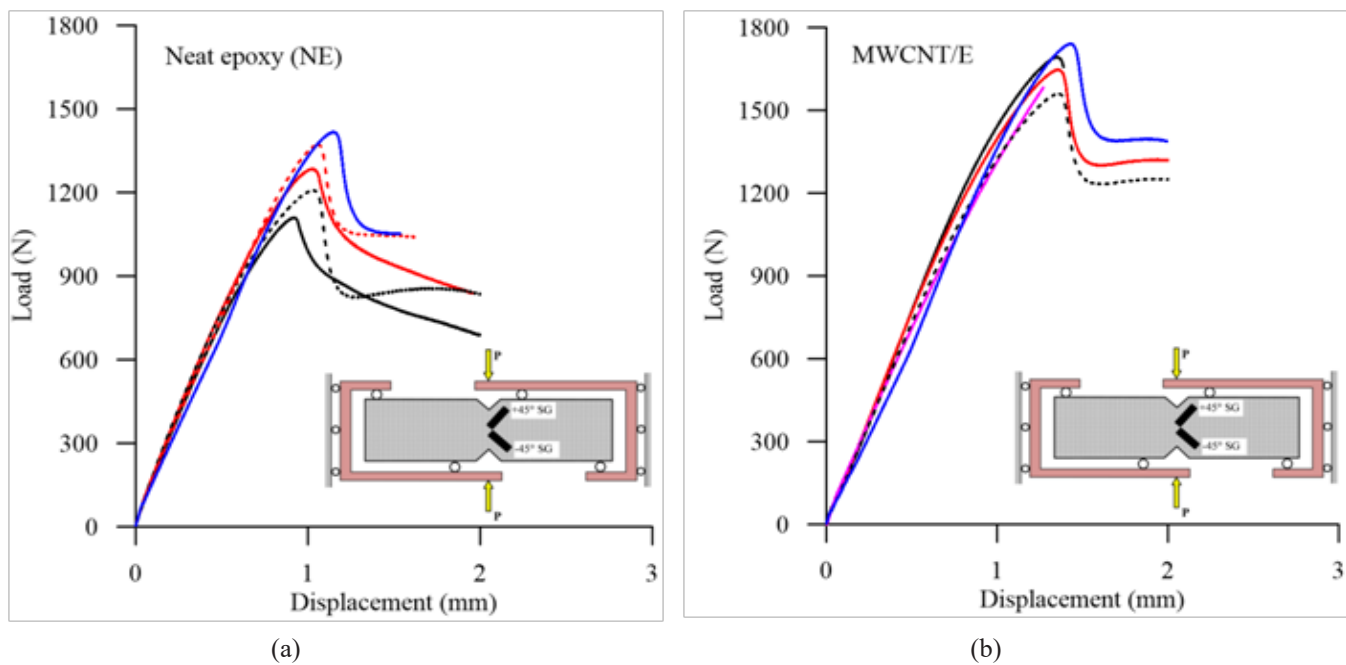 Neat epoxy (NE)
Load (N)
1800
1500
1200
900
600
300
0
0 1 2 3
Displacement (mm)
P
+45° SG
-45° SG
P
(a)
MWCNT/E
Load (N)
1800
1500
1200
900
600
300
0
0 1 2 3
Displacement (mm)
P
+45° SG
-45° SG
P
(b)